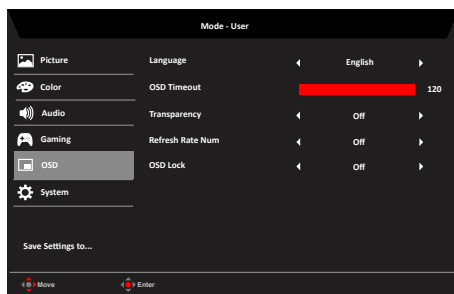 Mode - User
Picture
Language English
Color
OSD Timeout 120
Audio
Transparency Off
Gaming
Refresh Rate Num Off
OSD
OSD Lock Off
System
Save Settings to...
Move Enter